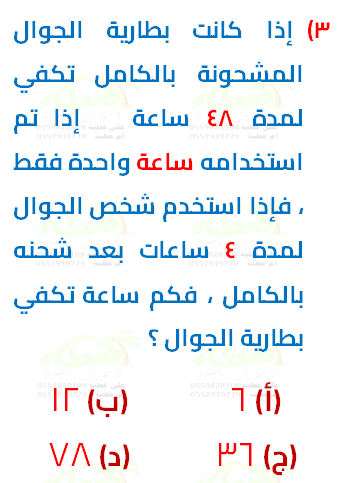 ٣) إذا كانت بطارية الجوال
المشحونة بالكامل تكفي
لمدة ٤٨ ساعة إذا تم
استخدامه ساعة واحدة فقط
، فإذا استخدم شخص الجوال
لمدة ٤ ساعات بعد شحنه
بالكامل ، فكم ساعة تكفي
بطارية الجوال ؟
(أ) ٦ (ب) ١٢
(ج) ٣٦ (د) ٧٨